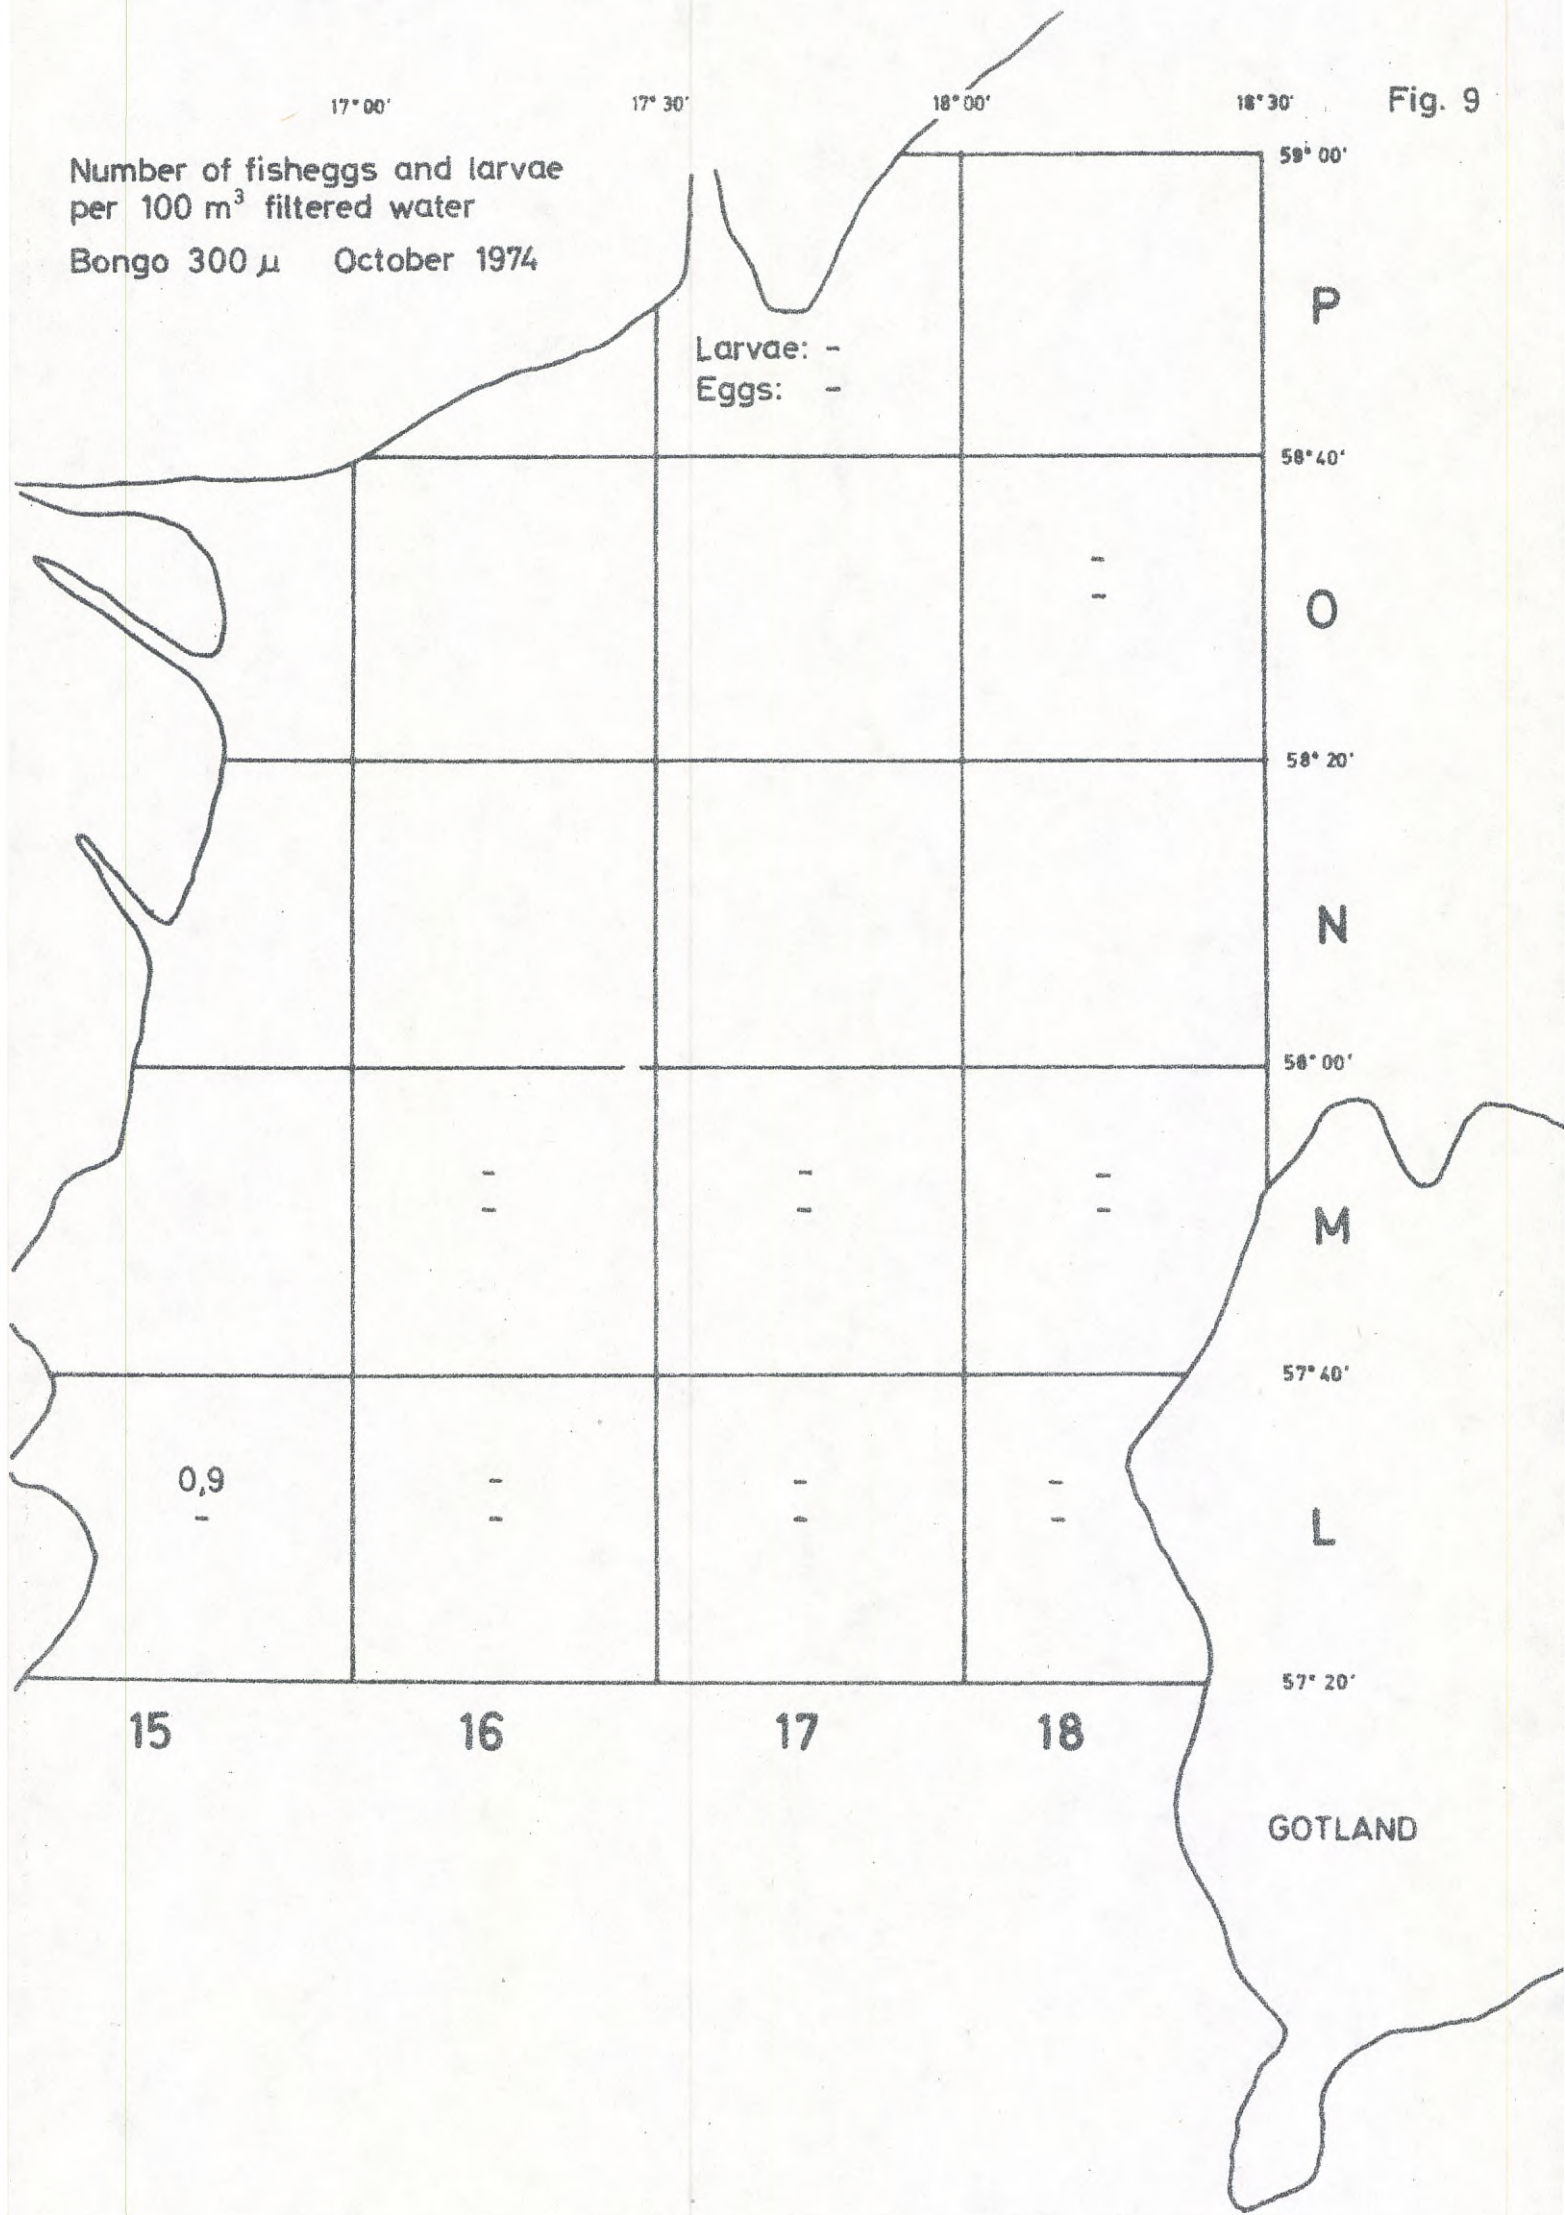 17° 00' 17° 30' 18° 00' 18° 30' Fig. 9
Number of fisheggs and larvae
per 100 m³ filtered water
Bongo 300 µ October 1974
59° 00'
P
Larvae: -
Eggs: -
58° 40'
-
-
O
58° 20'
N
58° 00'
- - -
- - -
M
57° 40'
0,9 - - -
- - - -
L
57° 20'
15 16 17 18
GOTLAND